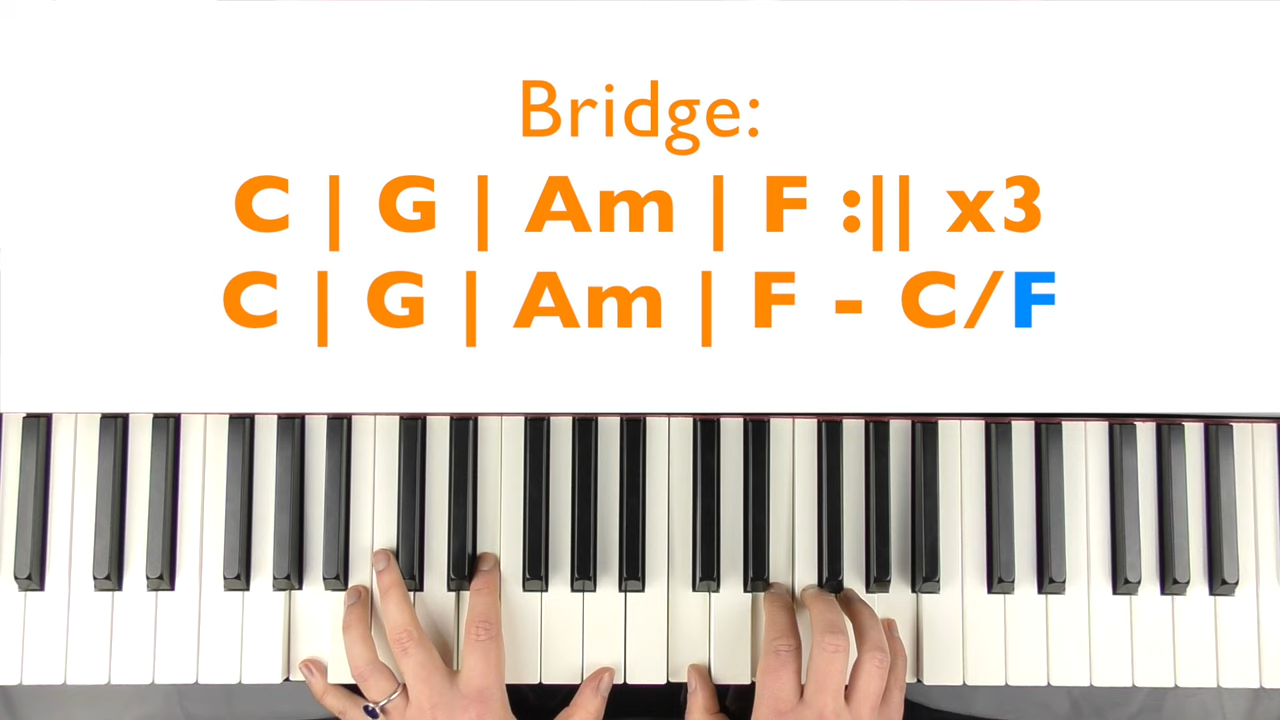 Bridge:
C | G | Am | F :|| x3
C | G | Am | F - C/F